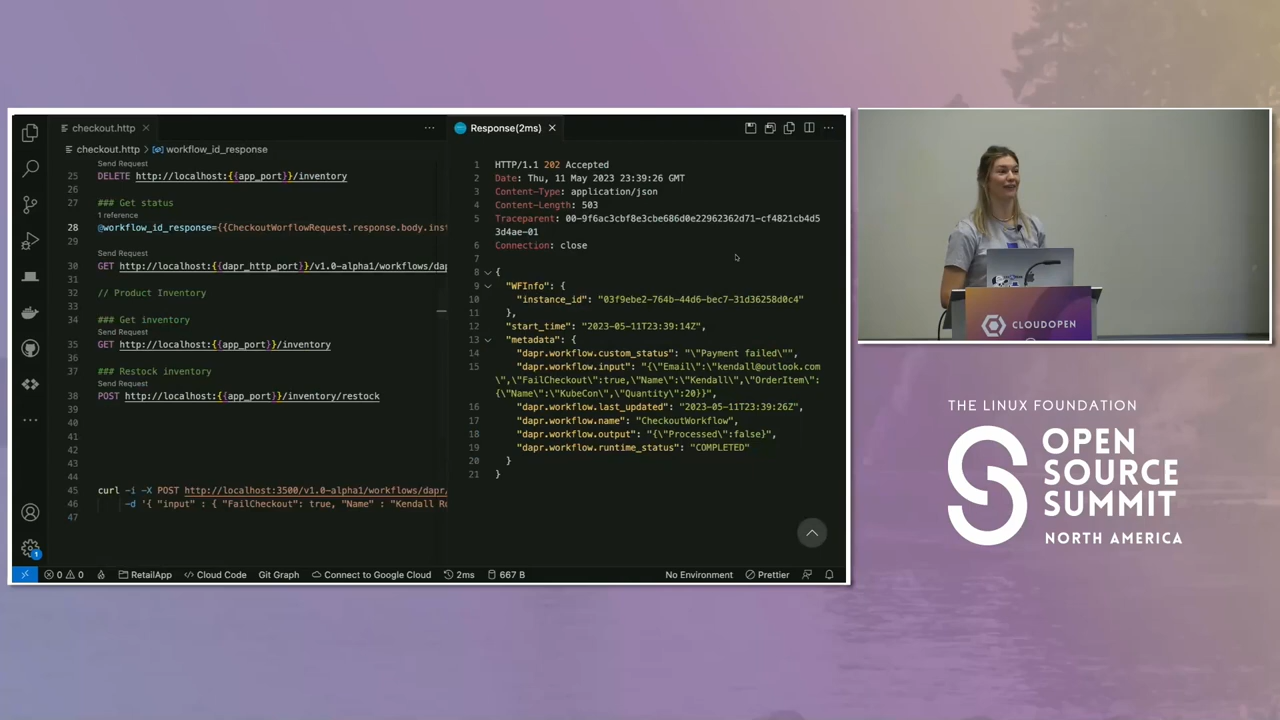 checkout.http
checkout.http > workflow_id_response
Send Request
25 DELETE http://localhost:{{app_port}}/inventory
26
27 ### Get status
1 reference
28 @workflow_id_response={{CheckoutWorflowRequest.response.body.inst
29
Send Request
30 GET http://localhost:{{dapr_http_port}}/v1.0-alpha1/workflows/dap
31
32 // Product Inventory
33
34 ### Get inventory
Send Request
35 GET http://localhost:{{app_port}}/inventory
36
37 ### Restock inventory
Send Request
38 POST http://localhost:{{app_port}}/inventory/restock
39
40
41
42
43
44
45 curl -i -X POST http://localhost:3500/v1.0-alpha1/workflows/dapr/
46 -d '{ "input" : { "FailCheckout": true, "Name" : "Kendall Ro
47
Response(2ms)
1 HTTP/1.1 202 Accepted
2 Date: Thu, 11 May 2023 23:39:26 GMT
3 Content-Type: application/json
4 Content-Length: 503
5 Traceparent: 00-9f6ac3cbf8e3cbe686d0e22962362d71-cf4821cb4d5
3d4ae-01
6 Connection: close
7
8 {
9 "WFInfo": {
10 "instance_id": "03f9ebe2-764b-44d6-bec7-31d36258d0c4"
11 },
12 "start_time": "2023-05-11T23:39:14Z",
13 "metadata": {
14 "dapr.workflow.custom_status": "\"Payment failed\"",
15 "dapr.workflow.input": "{\"Email\":\"kendall@outlook.com
\",\"FailCheckout\":true,\"Name\":\"Kendall\",\"OrderItem\":
{\"Name\":\"KubeCon\",\"Quantity\":20}}",
16 "dapr.workflow.last_updated": "2023-05-11T23:39:26Z",
17 "dapr.workflow.name": "CheckoutWorkflow",
18 "dapr.workflow.output": "{\"Processed\":false}",
19 "dapr.workflow.runtime_status": "COMPLETED"
20 }
21 }
1
0 0 RetailApp Cloud Code Git Graph Connect to Google Cloud 2ms 667 B No Environment Prettier
CLOUDOPEN
THE LINUX FOUNDATION
OPEN
SOURCE
SUMMIT
NORTH AMERICA